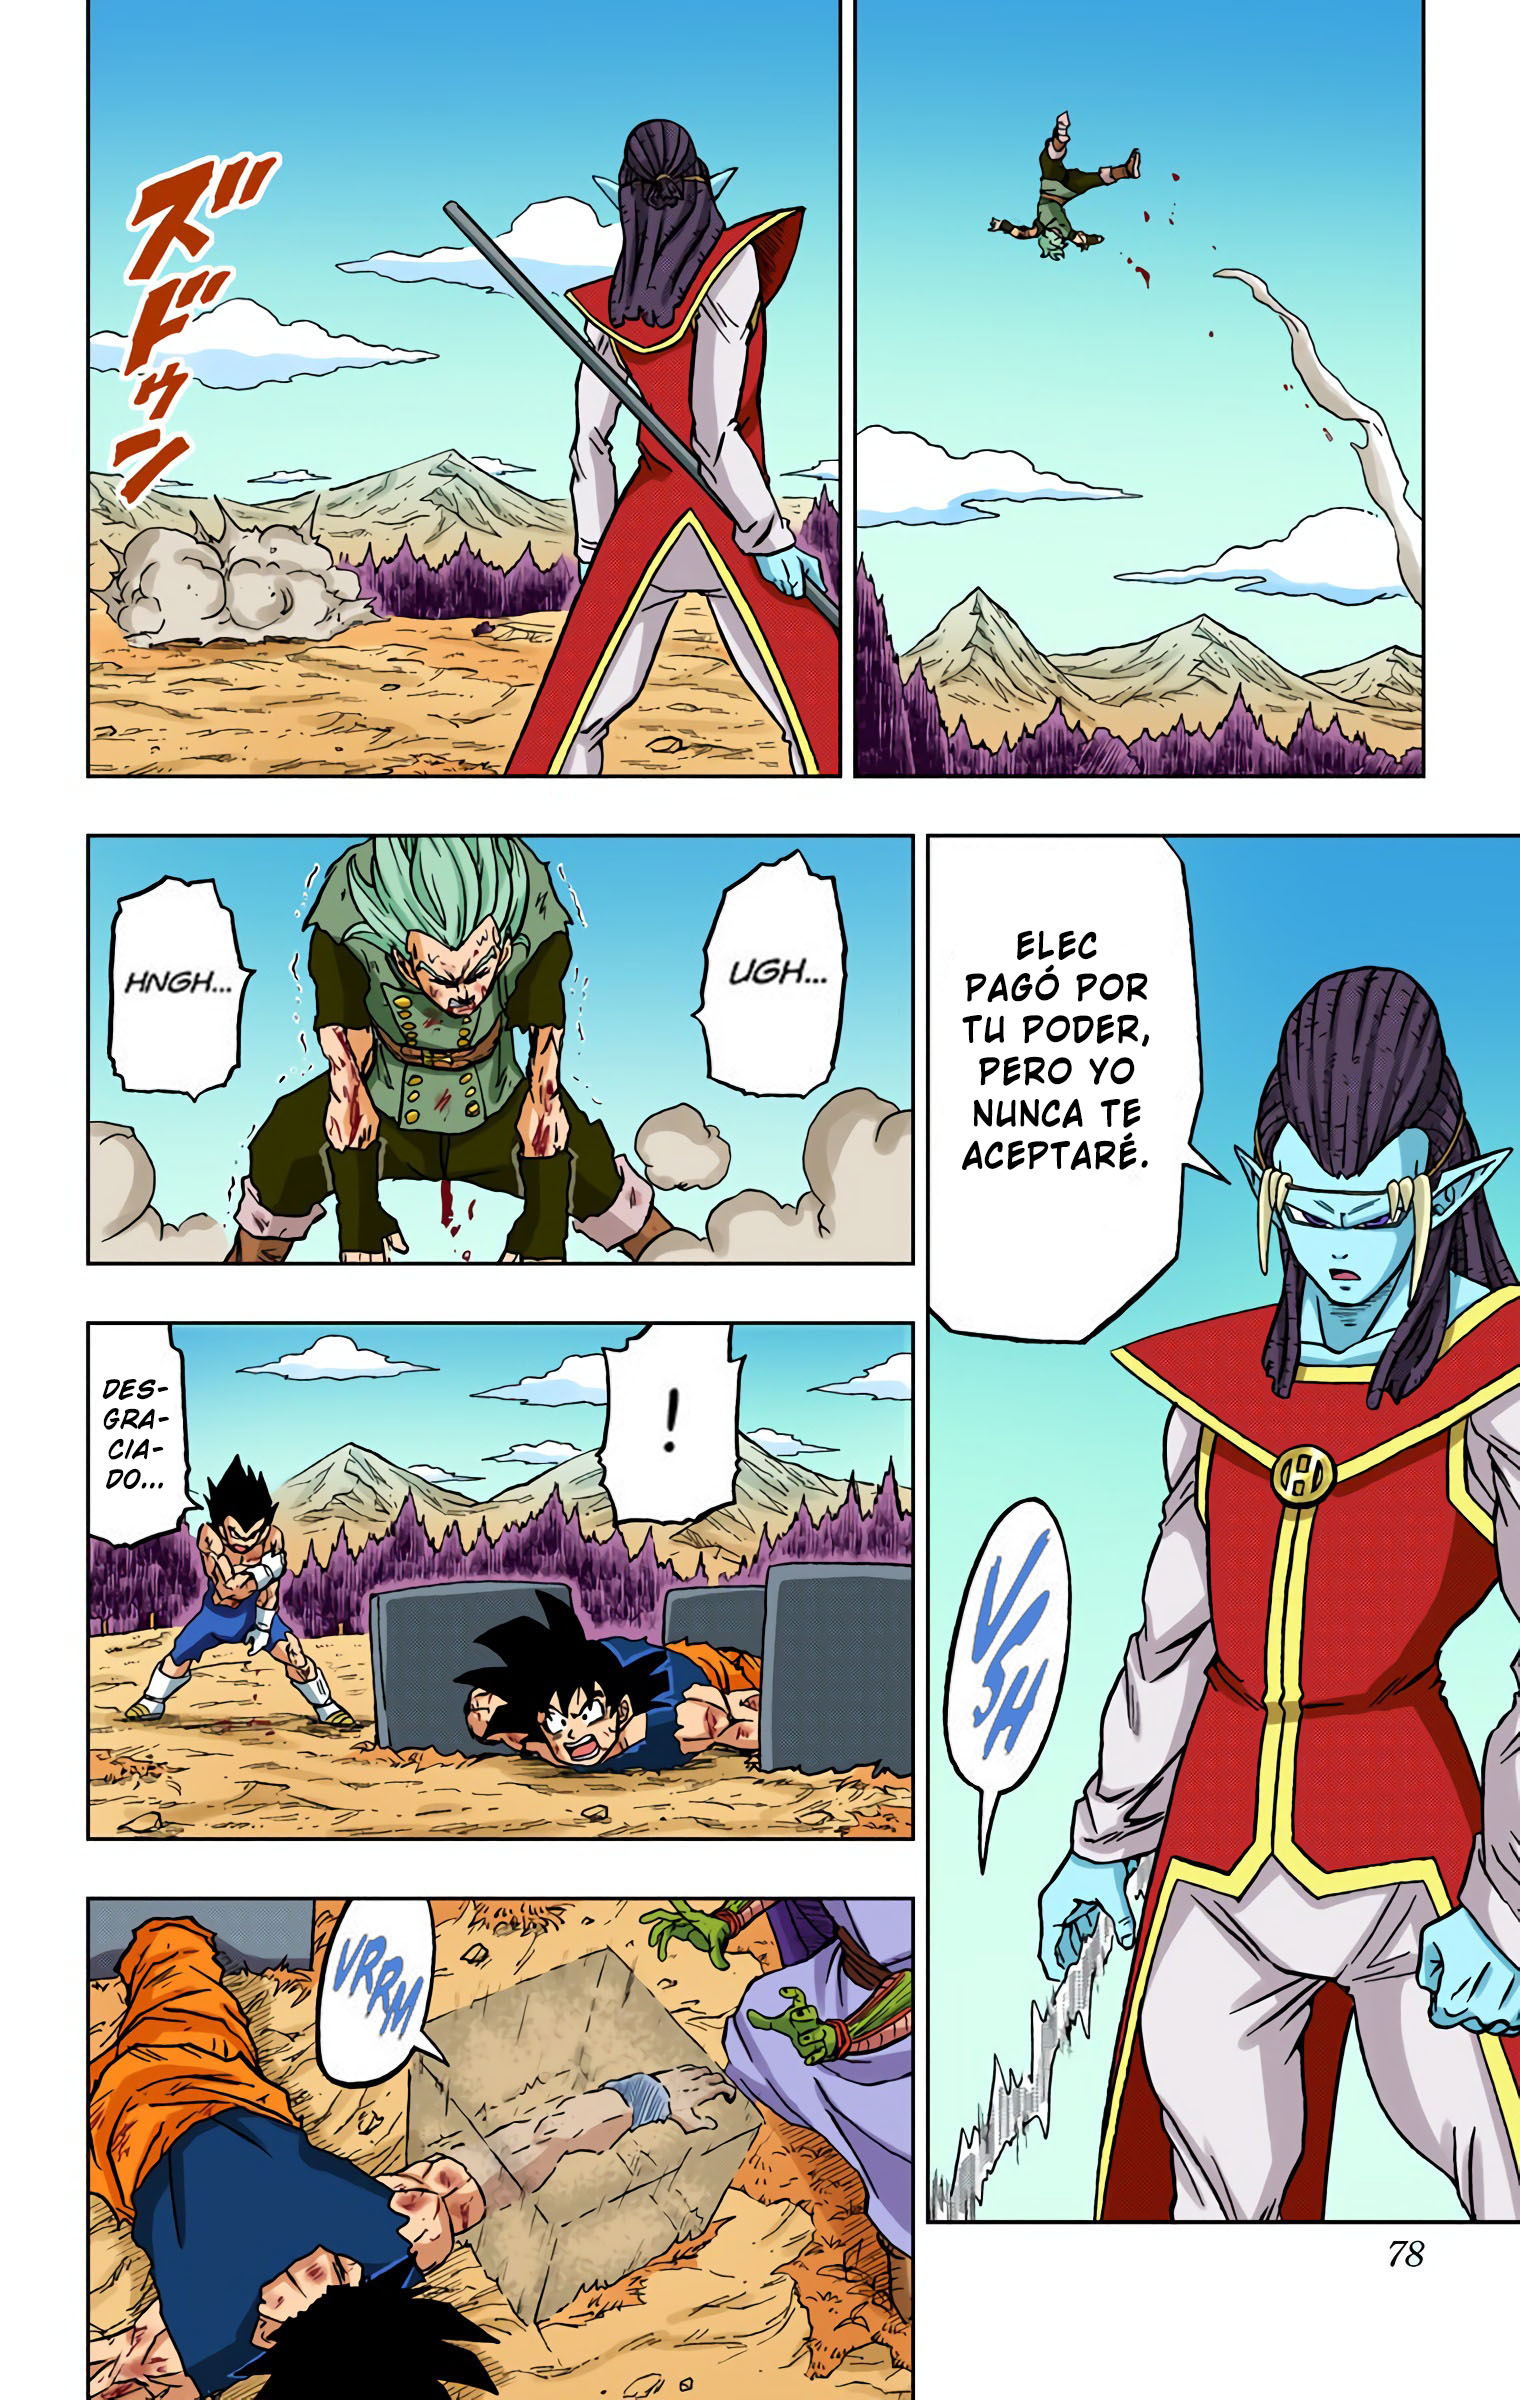 ズドゥン
ELEC
PAGÓ POR
TU PODER,
PERO YO
NUNCA TE
ACEPTARÉ.
VSH
UGH...
HNGH...
!
DES-
GRA-
CIA-
DO...
VRRM
78